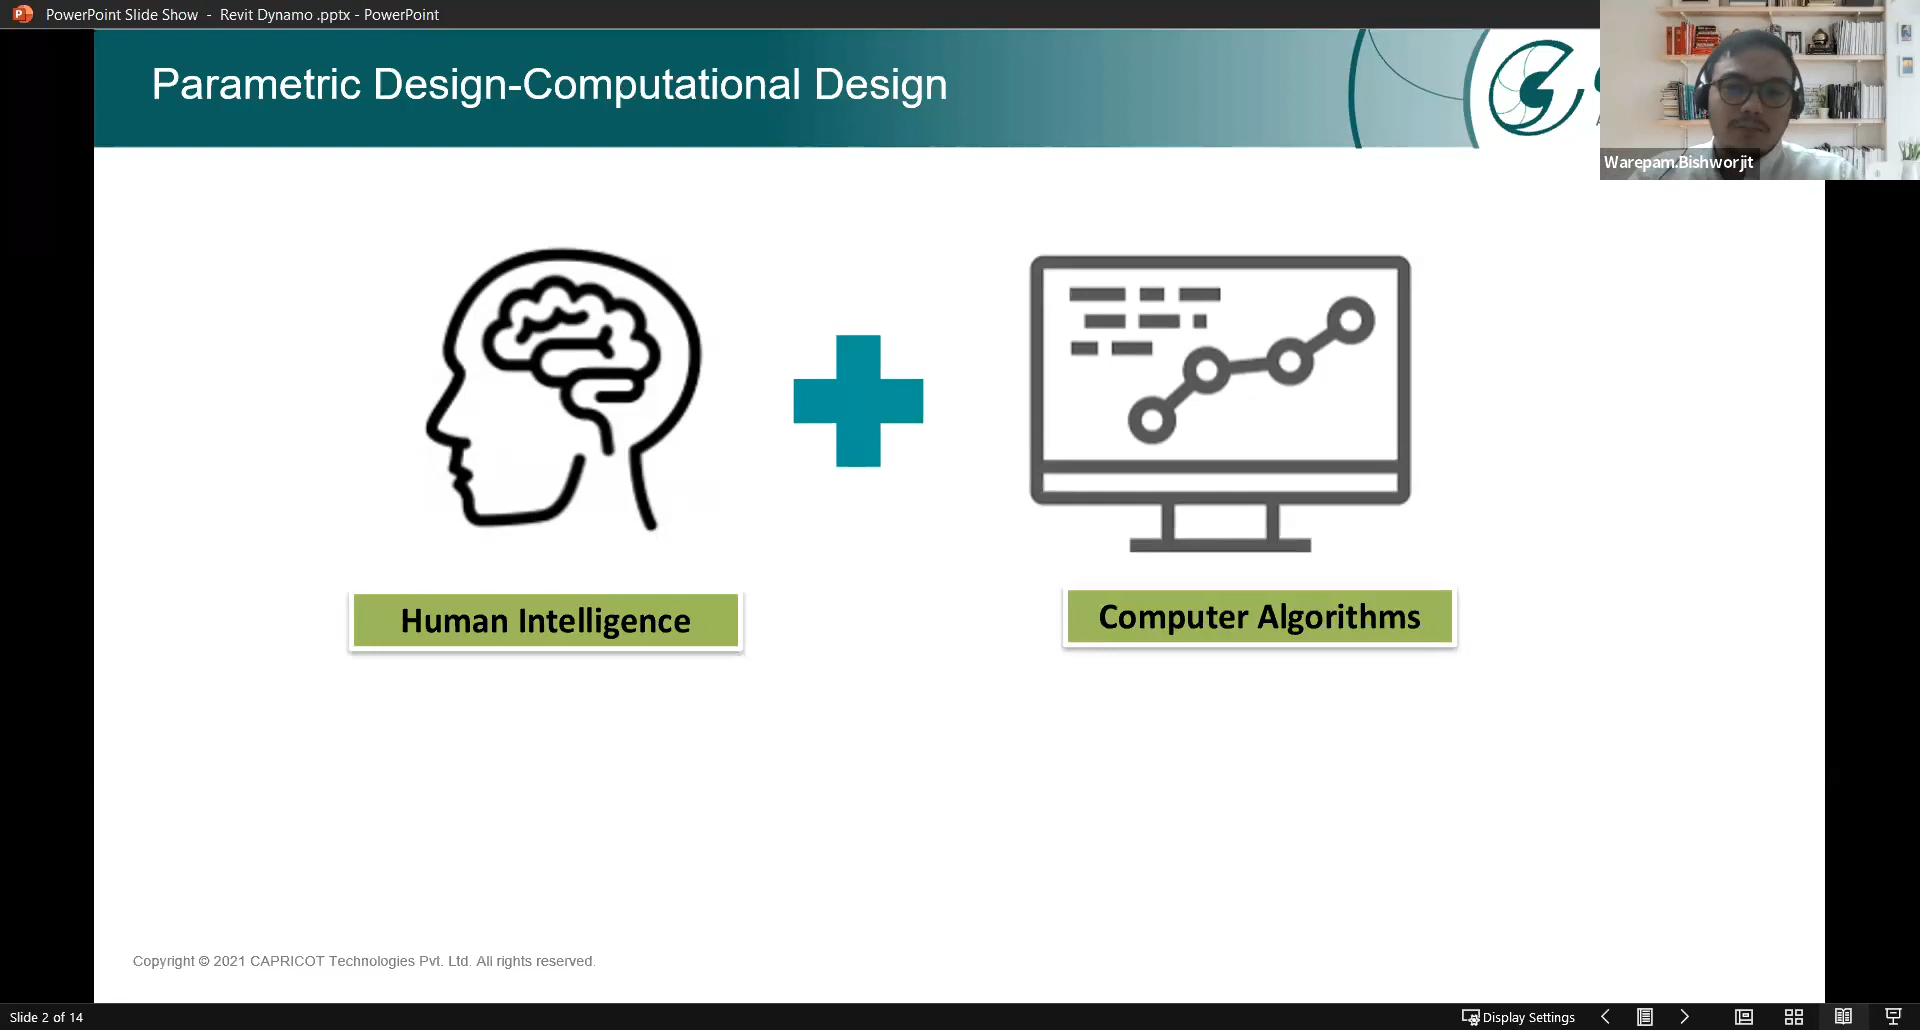 PowerPoint Slide Show - Revit Dynamo .pptx - PowerPoint
Parametric Design-Computational Design
Warepam.Bishworjit
Human Intelligence
Computer Algorithms
Copyright © 2021 CAPRICOT Technologies Pvt. Ltd. All rights reserved.
Slide 2 of 14
Display Settings